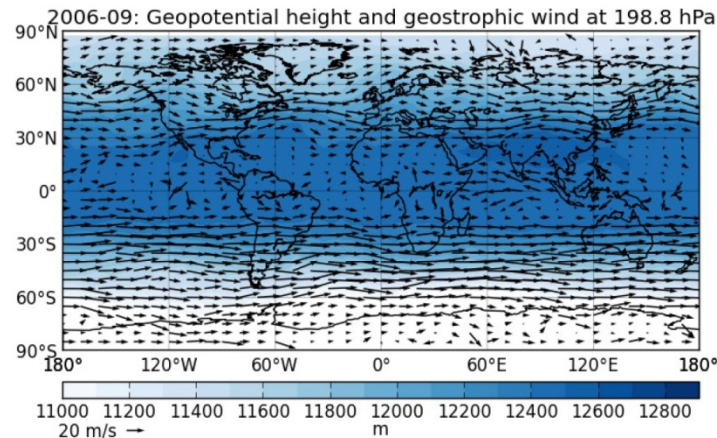 2006-09: Geopotential height and geostrophic wind at 198.8 hPa
90°N
60°N
30°N
0°
30°S
60°S
90°S
180° 120°W 60°W 0° 60°E 120°E 180°
11000 11200 11400 11600 11800 12000 12200 12400 12600 12800
20 m/s
m